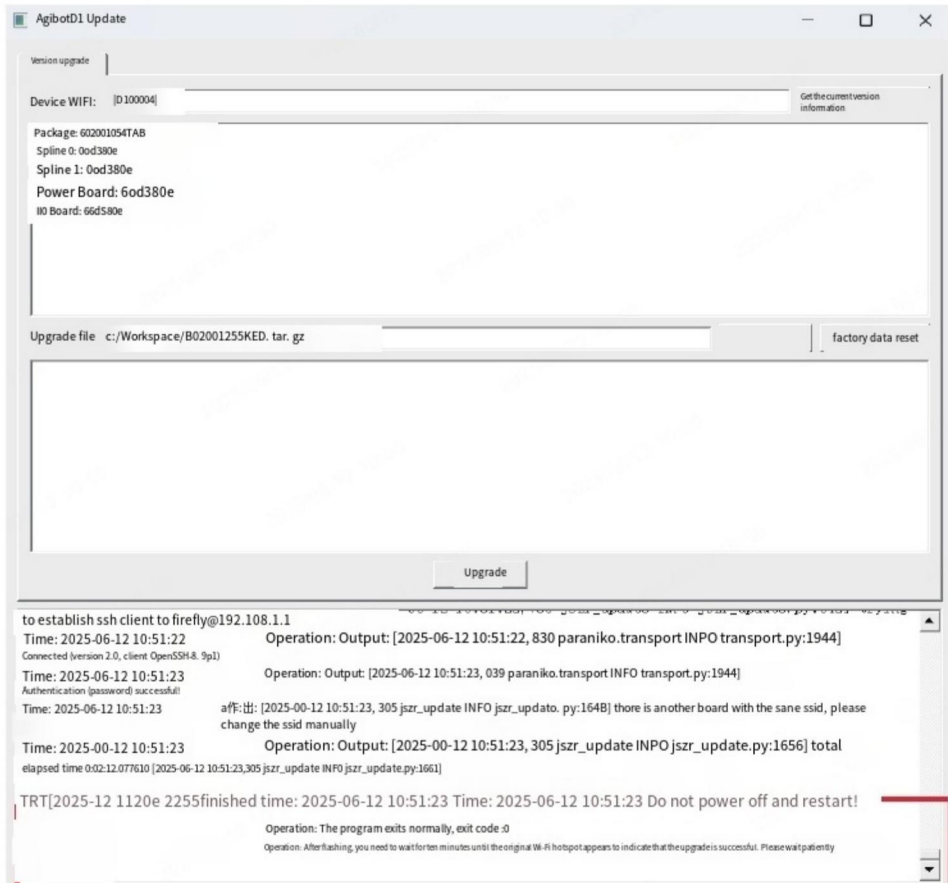 AgibotD1 Update
Version upgrade
Device WIFI: |D100004|
Get the current version
information
Package: 602001054TAB
Spline 0: 0od380e
Spline 1: 0od380e
Power Board: 6od380e
II0 Board: 66dS80e
Upgrade file c:/Workspace/B02001255KED. tar. gz
factory data reset
Upgrade
to establish ssh client to firefly@192.108.1.1
Time: 2025-06-12 10:51:22 Operation: Output: [2025-06-12 10:51:22, 830 paraniko.transport INPO transport.py:1944]
Connected (version 2.0, client OpenSSH-8. 9p1)
Time: 2025-06-12 10:51:23 Operation: Output: [2025-06-12 10:51:23, 039 paraniko.transport INFO transport.py:1944]
Authentication (password) successful!
Time: 2025-06-12 10:51:23 a作:出: [2025-06-12 10:51:23, 305 jszr_update INFO jszr_updato. py:164B] thore is another board with the sane ssid, please
change the ssid manually
Time: 2025-00-12 10:51:23 Operation: Output: [2025-00-12 10:51:23, 305 jszr_update INPO jszr_update.py:1656] total
elapsed time 0:02:12.077610 [2025-06-12 10:51:23,305 jszr_update INF0 jszr_update.py:1661]
TRT[2025-12 1120e 2255finished time: 2025-06-12 10:51:23 Time: 2025-06-12 10:51:23 Do not power off and restart!
Operation: The program exits normally, exit code :0
Operation: Afterflashing, you need to wait for ten minutes until the original Wi-Fi hotspot appears to indicate that the upgrade is successful. Please wait patiently